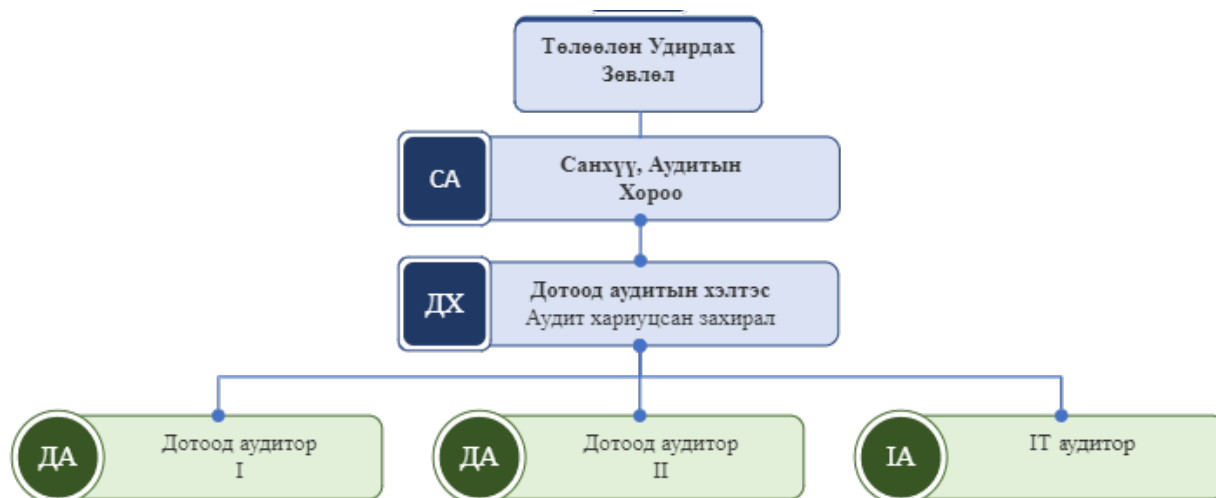 Төлөөлөн Удирдах
Зөвлөл
СА
Санхүү, Аудитын
Хороо
ДХ
Дотоод аудитын хэлтэс
Аудит хариуцсан захирал
ДА
Дотоод аудитор
I
ДА
Дотоод аудитор
II
IA
IT аудитор